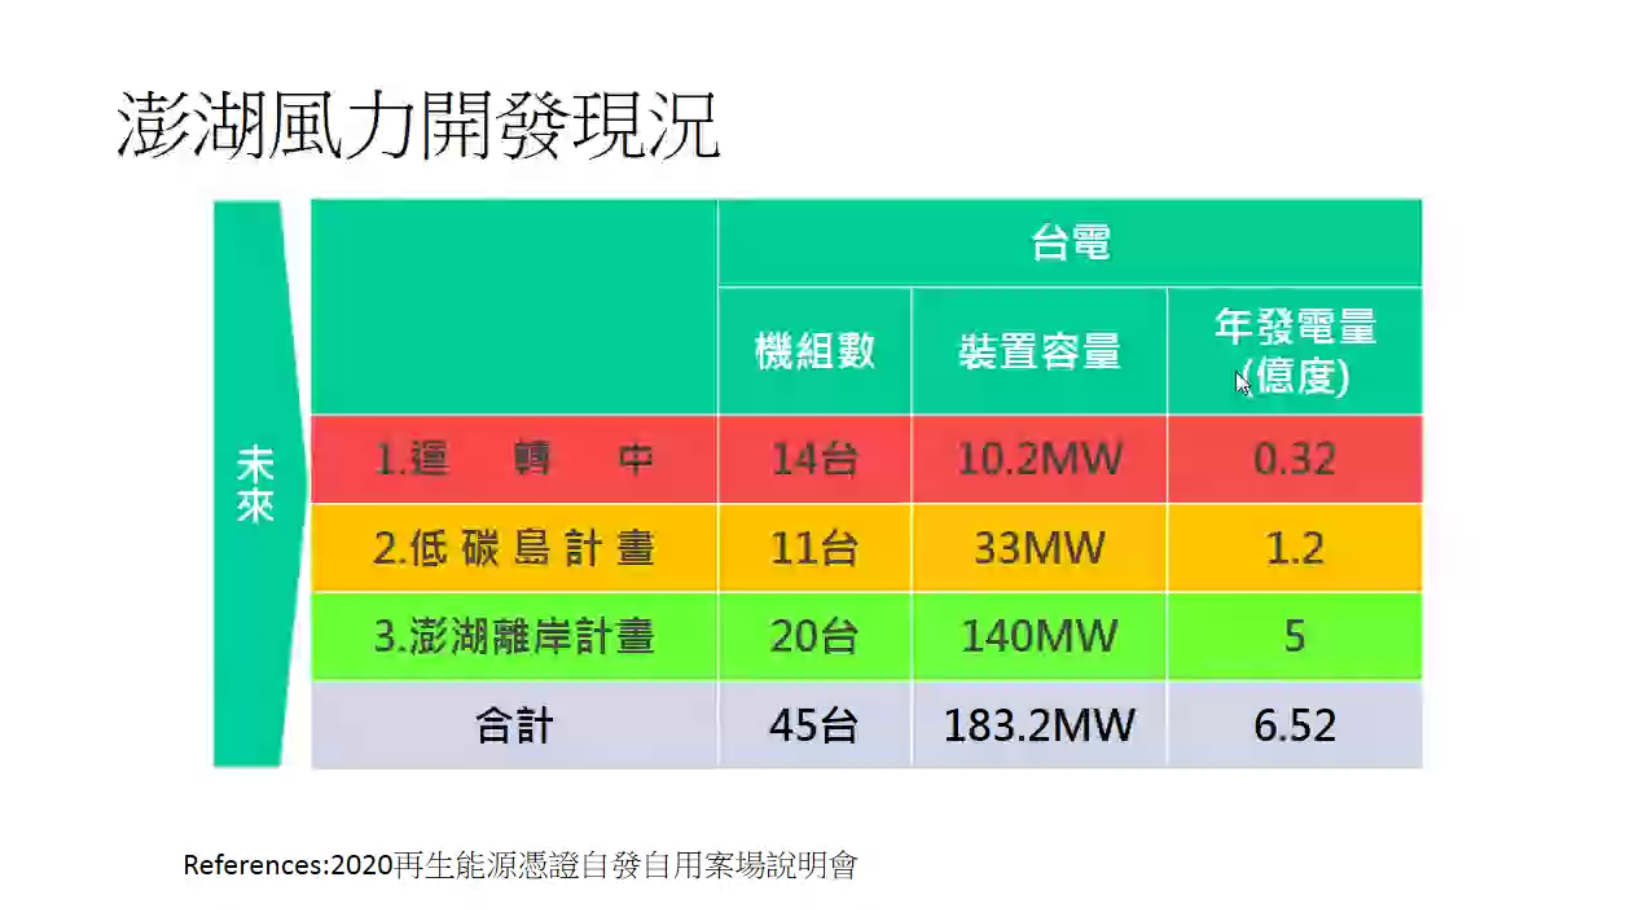 澎湖風力開發現況
未來
台電
機組數 裝置容量 年發電量
(億度)
1.運轉中 14台 10.2MW 0.32
2.低碳島計畫 11台 33MW 1.2
3.澎湖離岸計畫 20台 140MW 5
合計 45台 183.2MW 6.52
References:2020再生能源憑證自發自用案場說明會